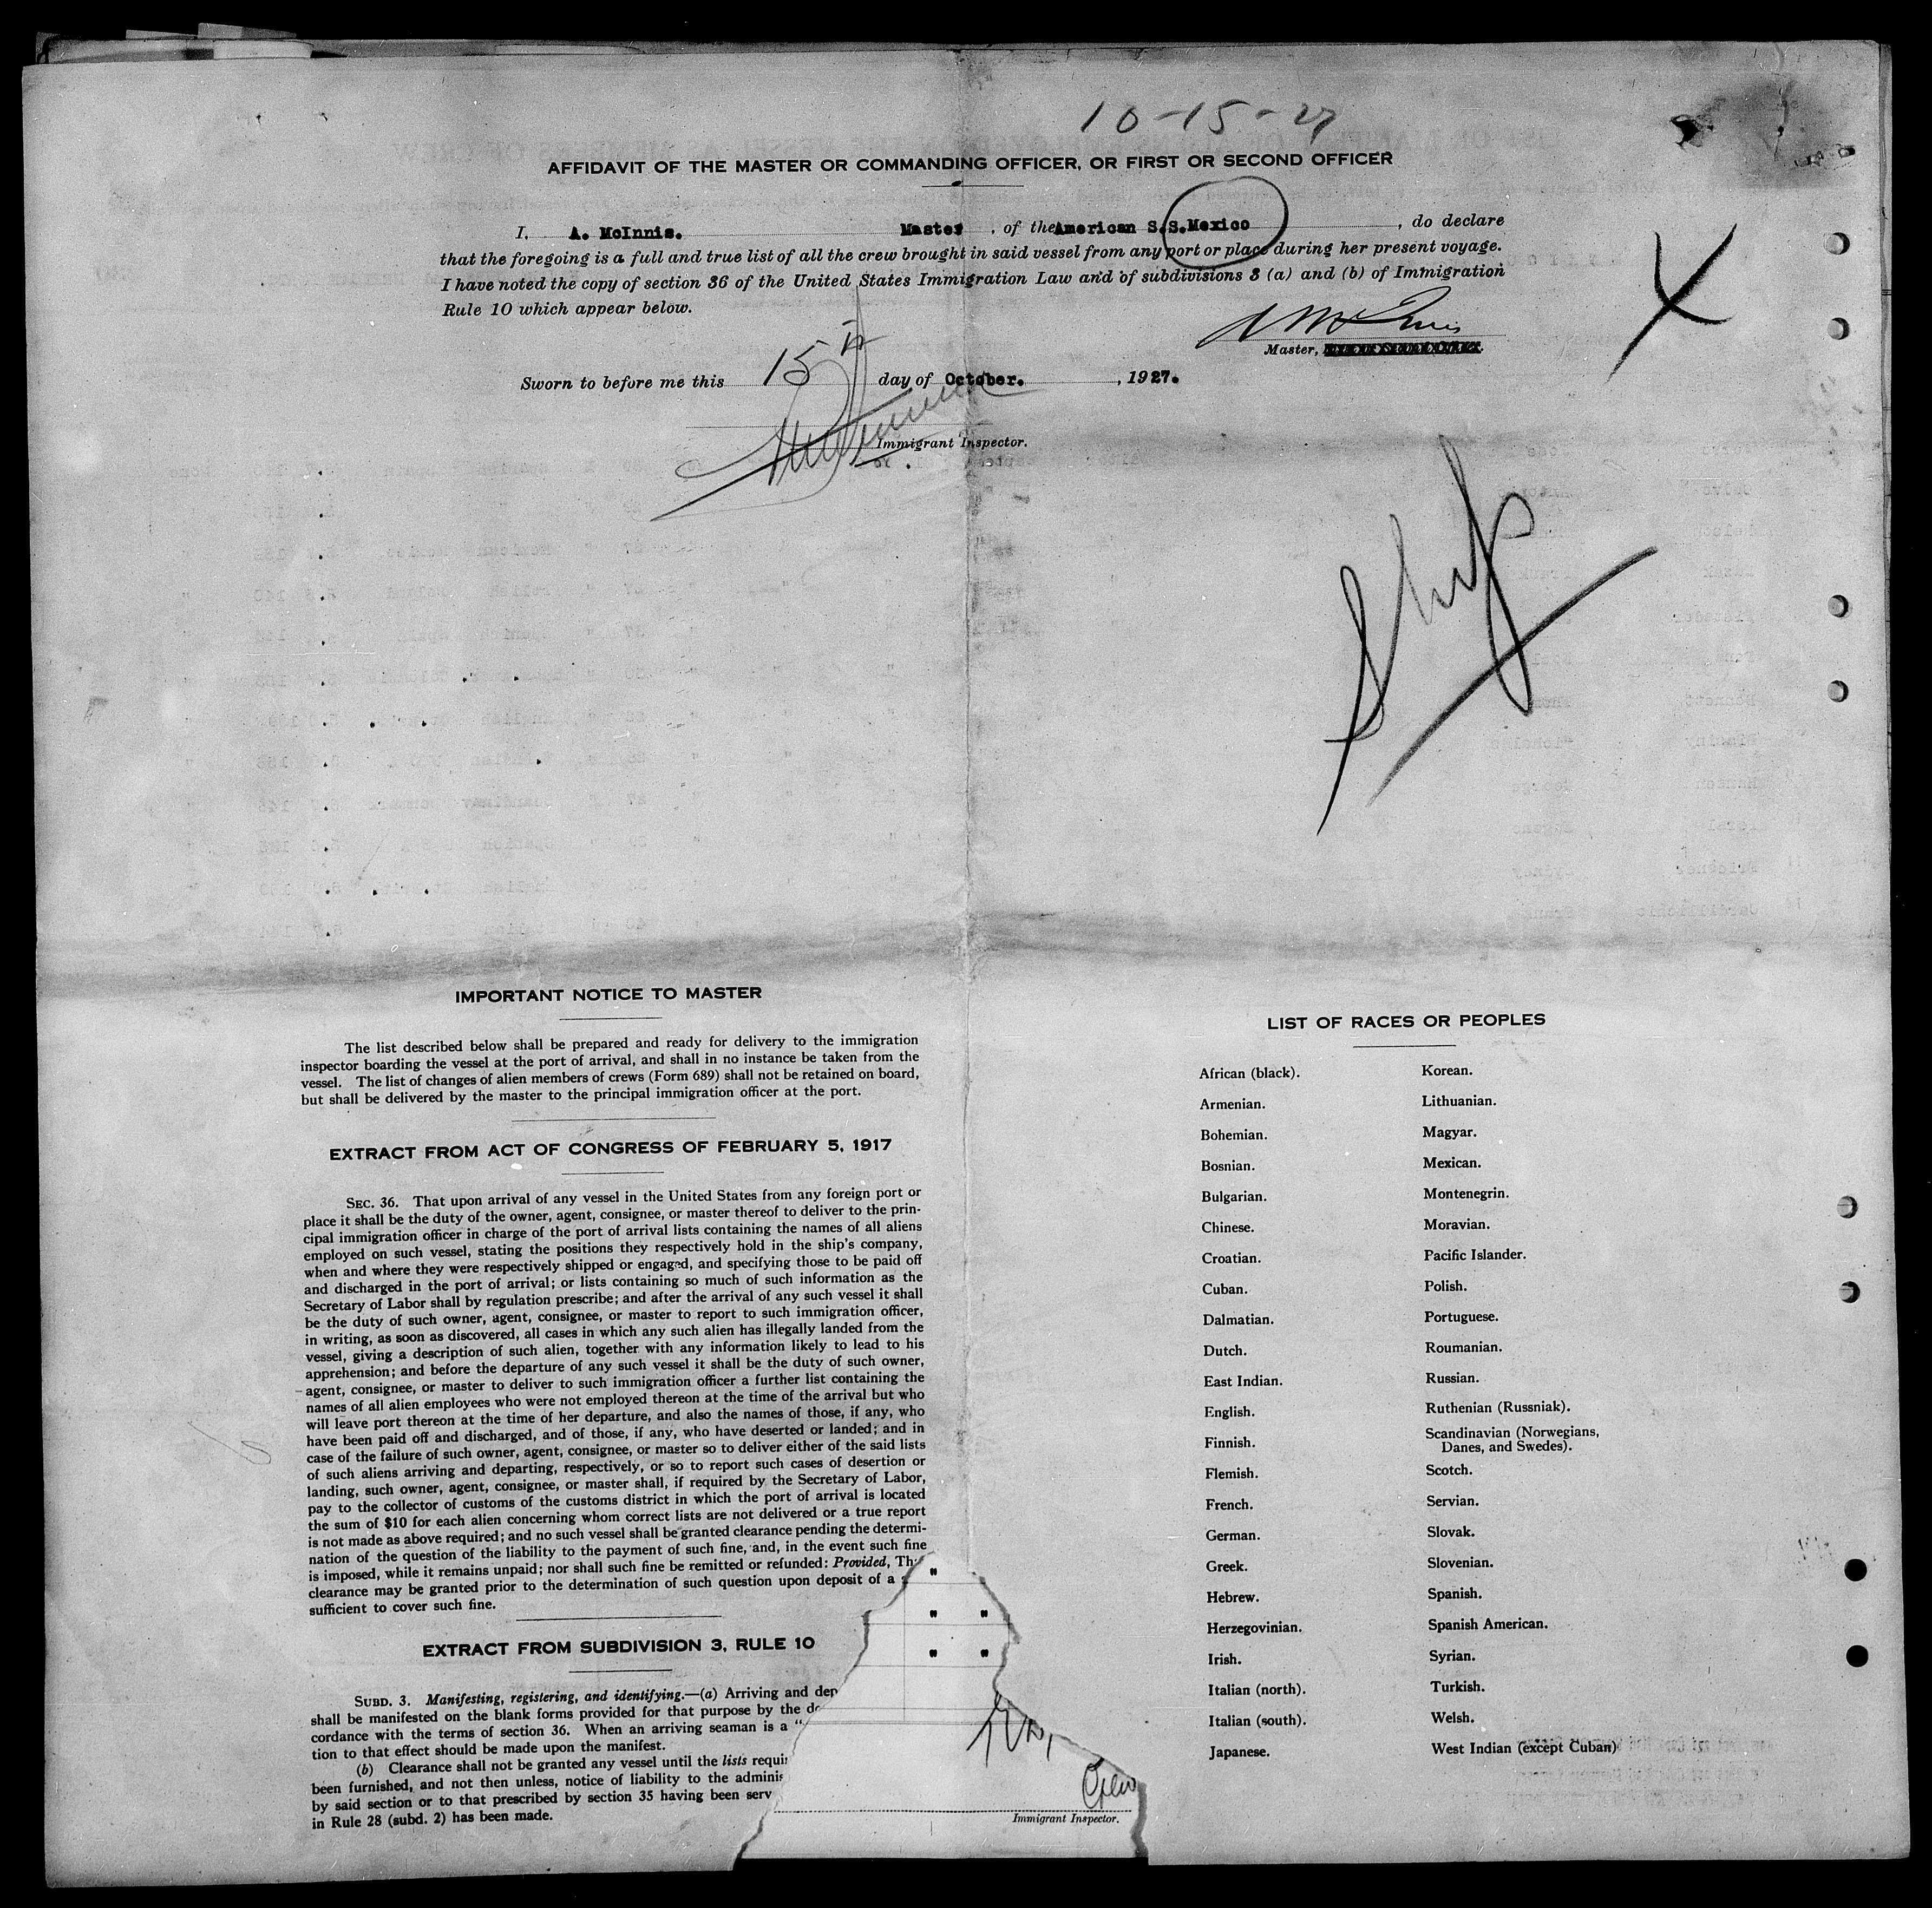 10-15-27
AFFIDAVIT OF THE MASTER OR COMMANDING OFFICER, OR FIRST OR SECOND OFFICER
I, A. McInnis. Master, of the American S.S. Mexico, do declare
that the foregoing is a full and true list of all the crew brought in said vessel from any port or place during her present voyage.
I have noted the copy of section 36 of the United States Immigration Law and of subdivisions 3 (a) and (b) of Immigration
Rule 10 which appear below.
A McInnis
Master,
Sworn to before me this 15th day of October., 1927.
Immigrant Inspector.
Ships
IMPORTANT NOTICE TO MASTER
The list described below shall be prepared and ready for delivery to the immigration
inspector boarding the vessel at the port of arrival, and shall in no instance be taken from the
vessel. The list of changes of alien members of crews (Form 689) shall not be retained on board,
but shall be delivered by the master to the principal immigration officer at the port.
EXTRACT FROM ACT OF CONGRESS OF FEBRUARY 5, 1917
SEC. 36. That upon arrival of any vessel in the United States from any foreign port or
place it shall be the duty of the owner, agent, consignee, or master thereof to deliver to the prin-
cipal immigration officer in charge of the port of arrival lists containing the names of all aliens
employed on such vessel, stating the positions they respectively hold in the ship's company,
when and where they were respectively shipped or engaged, and specifying those to be paid off
and discharged in the port of arrival; or lists containing so much of such information as the
Secretary of Labor shall by regulation prescribe; and after the arrival of any such vessel it shall
be the duty of such owner, agent, consignee, or master to report to such immigration officer,
in writing, as soon as discovered, all cases in which any such alien has illegally landed from the
vessel, giving a description of such alien, together with any information likely to lead to his
apprehension; and before the departure of any such vessel it shall be the duty of such owner,
agent, consignee, or master to deliver to such immigration officer a further list containing the
names of all alien employees who were not employed thereon at the time of the arrival but who
will leave port thereon at the time of her departure, and also the names of those, if any, who
have been paid off and discharged, and of those, if any, who have deserted or landed; and in
case of the failure of such owner, agent, consignee, or master so to deliver either of the said lists
of such aliens arriving and departing, respectively, or so to report such cases of desertion or
landing, such owner, agent, consignee, or master shall, if required by the Secretary of Labor,
pay to the collector of customs of the customs district in which the port of arrival is located
the sum of $10 for each alien concerning whom correct lists are not delivered or a true report
is not made as above required; and no such vessel shall be granted clearance pending the determi-
nation of the question of the liability to the payment of such fine, and, in the event such fine
is imposed, while it remains unpaid; nor shall such fine be remitted or refunded: Provided, Th
clearance may be granted prior to the determination of such question upon deposit of a
sufficient to cover such fine.
EXTRACT FROM SUBDIVISION 3, RULE 10
SUBD. 3. Manifesting, registering, and identifying.—(a) Arriving and dep
shall be manifested on the blank forms provided for that purpose by the de
cordance with the terms of section 36. When an arriving seaman is a "
tion to that effect should be made upon the manifest.
(b) Clearance shall not be granted any vessel until the lists requi
been furnished, and not then unless, notice of liability to the adminis
by said section or to that prescribed by section 35 having been serv
in Rule 28 (subd. 2) has been made.
"
" "
" "
Crew
Immigrant Inspector.
LIST OF RACES OR PEOPLES
African (black). Korean.
Armenian. Lithuanian.
Bohemian. Magyar.
Bosnian. Mexican.
Bulgarian. Montenegrin.
Chinese. Moravian.
Croatian. Pacific Islander.
Cuban. Polish.
Dalmatian. Portuguese.
Dutch. Roumanian.
East Indian. Russian.
English. Ruthenian (Russniak).
Finnish. Scandinavian (Norwegians,
Danes, and Swedes).
Flemish. Scotch.
French. Servian.
German. Slovak.
Greek. Slovenian.
Hebrew. Spanish.
Herzegovinian. Spanish American.
Irish. Syrian.
Italian (north). Turkish.
Italian (south). Welsh.
Japanese. West Indian (except Cuban)